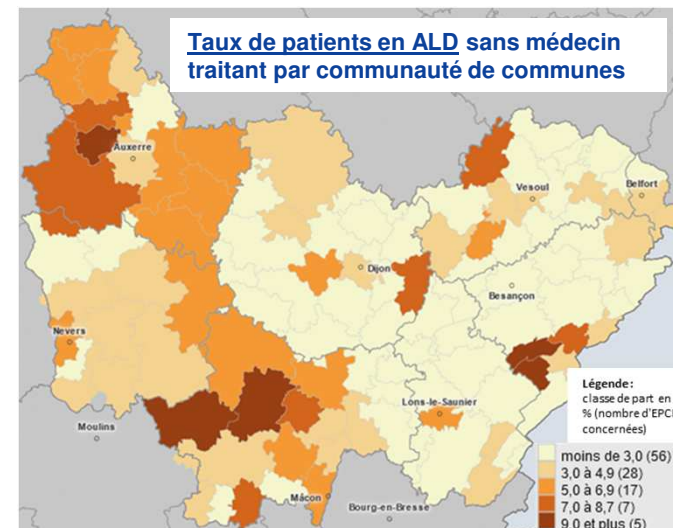 Taux de patients en ALD sans médecin
traitant par communauté de communes
Auxerre
Vesoul
Belfort
Dijon
Besançon
Nevers
Légende :
classe de part en
% (nombre d'EPCI
concernées)
Lons-le-Saunier
Moulins
moins de 3,0 (56)
3,0 à 4,9 (28)
5,0 à 6,9 (17)
7,0 à 8,7 (7)
9,0 et plus (5)
Mâcon
Bourg-en-Bresse